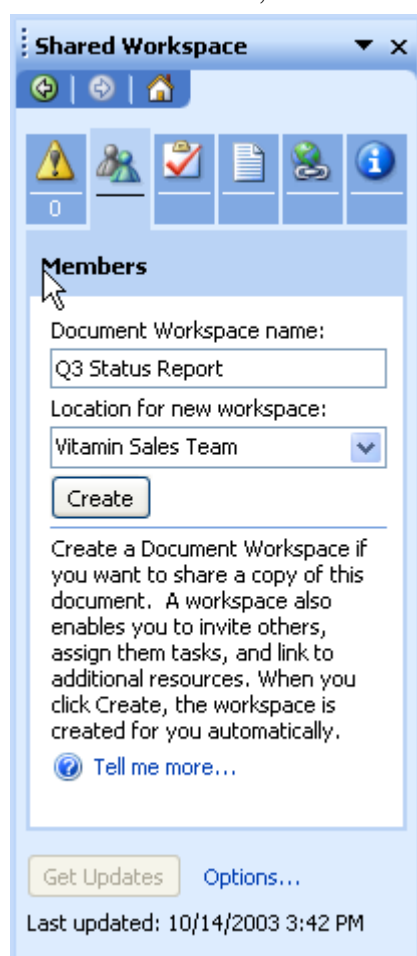 Shared Workspace
0
Members
Document Workspace name:
Q3 Status Report
Location for new workspace:
Vitamin Sales Team
Create
Create a Document Workspace if
you want to share a copy of this
document.  A workspace also
enables you to invite others,
assign them tasks, and link to
additional resources. When you
click Create, the workspace is
created for you automatically.
Tell me more...
Get Updates Options...
Last updated: 10/14/2003 3:42 PM